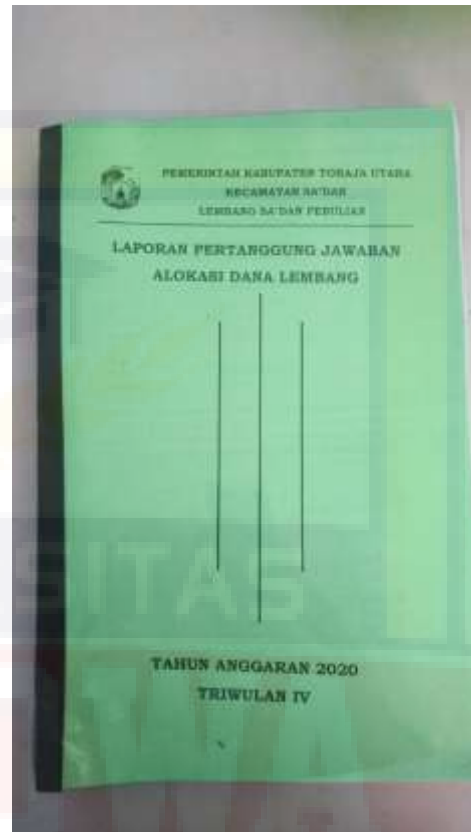 PEMERINTAH KABUPATEN TORAJA UTARA
KECAMATAN SA'DAN
LEMBANG SA'DAN PEBULIAN
LAPORAN PERTANGGUNG JAWABAN
ALOKASI DANA LEMBANG
TAHUN ANGGARAN 2020
TRIWULAN IV